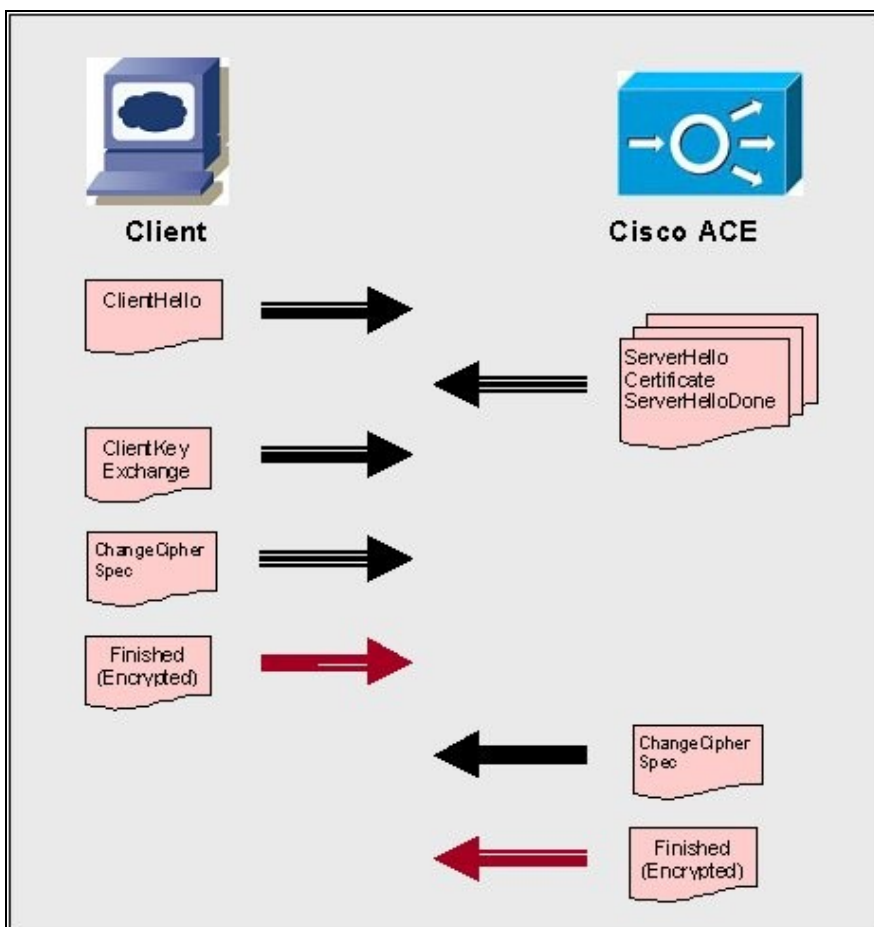 Client
Cisco ACE
ClientHello
ServerHello
Certificate
ServerHelloDone
ClientKey
Exchange
ChangeCipher
Spec
Finished
(Encrypted)
ChangeCipher
Spec
Finished
(Encrypted)